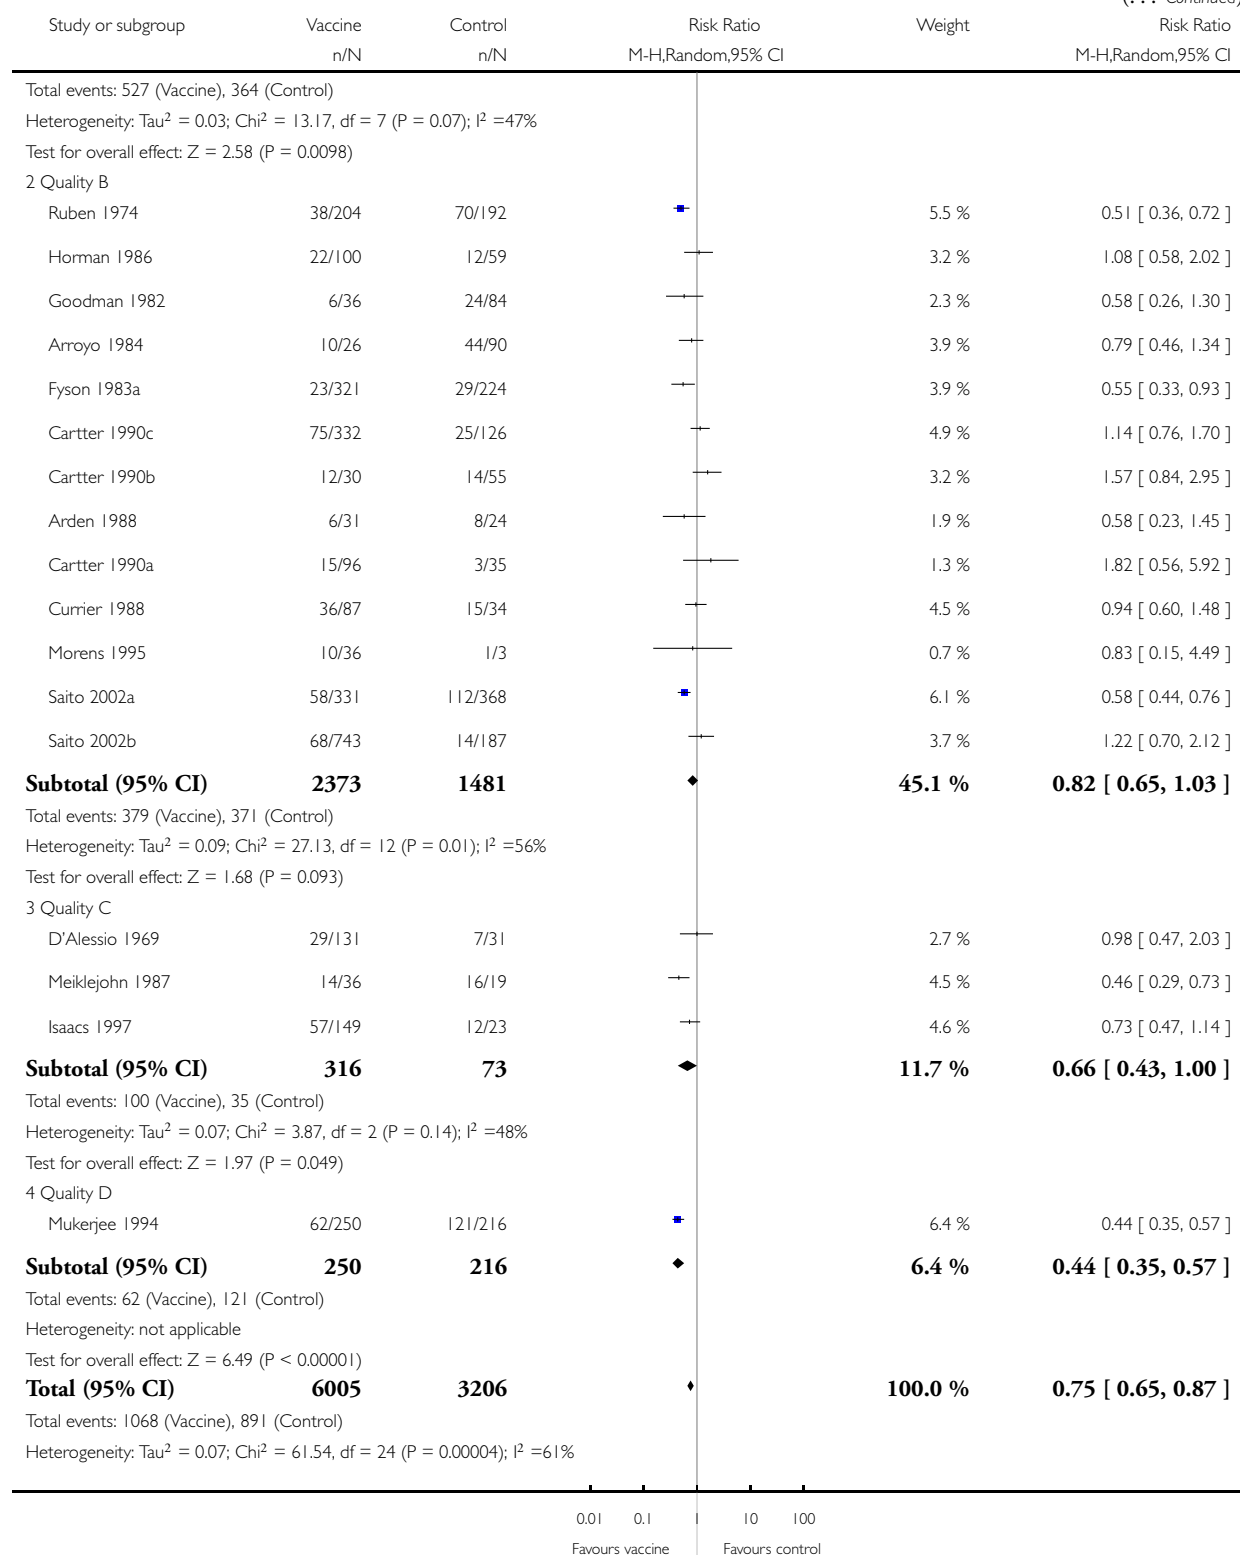 (. . . Continued)
Study or subgroup Vaccine Control Risk Ratio Weight Risk Ratio
n/N n/N M-H,Random,95% CI M-H,Random,95% CI
Total events: 527 (Vaccine), 364 (Control)
Heterogeneity: Tau² = 0.03; Chi² = 13.17, df = 7 (P = 0.07); I² =47%
Test for overall effect: Z = 2.58 (P = 0.0098)
2 Quality B
Ruben 1974 38/204 70/192 5.5 % 0.51 [ 0.36, 0.72 ]
Horman 1986 22/100 12/59 3.2 % 1.08 [ 0.58, 2.02 ]
Goodman 1982 6/36 24/84 2.3 % 0.58 [ 0.26, 1.30 ]
Arroyo 1984 10/26 44/90 3.9 % 0.79 [ 0.46, 1.34 ]
Fyson 1983a 23/321 29/224 3.9 % 0.55 [ 0.33, 0.93 ]
Cartter 1990c 75/332 25/126 4.9 % 1.14 [ 0.76, 1.70 ]
Cartter 1990b 12/30 14/55 3.2 % 1.57 [ 0.84, 2.95 ]
Arden 1988 6/31 8/24 1.9 % 0.58 [ 0.23, 1.45 ]
Cartter 1990a 15/96 3/35 1.3 % 1.82 [ 0.56, 5.92 ]
Currier 1988 36/87 15/34 4.5 % 0.94 [ 0.60, 1.48 ]
Morens 1995 10/36 1/3 0.7 % 0.83 [ 0.15, 4.49 ]
Saito 2002a 58/331 112/368 6.1 % 0.58 [ 0.44, 0.76 ]
Saito 2002b 68/743 14/187 3.7 % 1.22 [ 0.70, 2.12 ]
Subtotal (95% CI) 2373 1481 45.1 % 0.82 [ 0.65, 1.03 ]
Total events: 379 (Vaccine), 371 (Control)
Heterogeneity: Tau² = 0.09; Chi² = 27.13, df = 12 (P = 0.01); I² =56%
Test for overall effect: Z = 1.68 (P = 0.093)
3 Quality C
D'Alessio 1969 29/131 7/31 2.7 % 0.98 [ 0.47, 2.03 ]
Meiklejohn 1987 14/36 16/19 4.5 % 0.46 [ 0.29, 0.73 ]
Isaacs 1997 57/149 12/23 4.6 % 0.73 [ 0.47, 1.14 ]
Subtotal (95% CI) 316 73 11.7 % 0.66 [ 0.43, 1.00 ]
Total events: 100 (Vaccine), 35 (Control)
Heterogeneity: Tau² = 0.07; Chi² = 3.87, df = 2 (P = 0.14); I² =48%
Test for overall effect: Z = 1.97 (P = 0.049)
4 Quality D
Mukerjee 1994 62/250 121/216 6.4 % 0.44 [ 0.35, 0.57 ]
Subtotal (95% CI) 250 216 6.4 % 0.44 [ 0.35, 0.57 ]
Total events: 62 (Vaccine), 121 (Control)
Heterogeneity: not applicable
Test for overall effect: Z = 6.49 (P < 0.00001)
Total (95% CI) 6005 3206 100.0 % 0.75 [ 0.65, 0.87 ]
Total events: 1068 (Vaccine), 891 (Control)
Heterogeneity: Tau² = 0.07; Chi² = 61.54, df = 24 (P = 0.00004); I² =61%
0.01 0.1 1 10 100
Favours vaccine Favours control